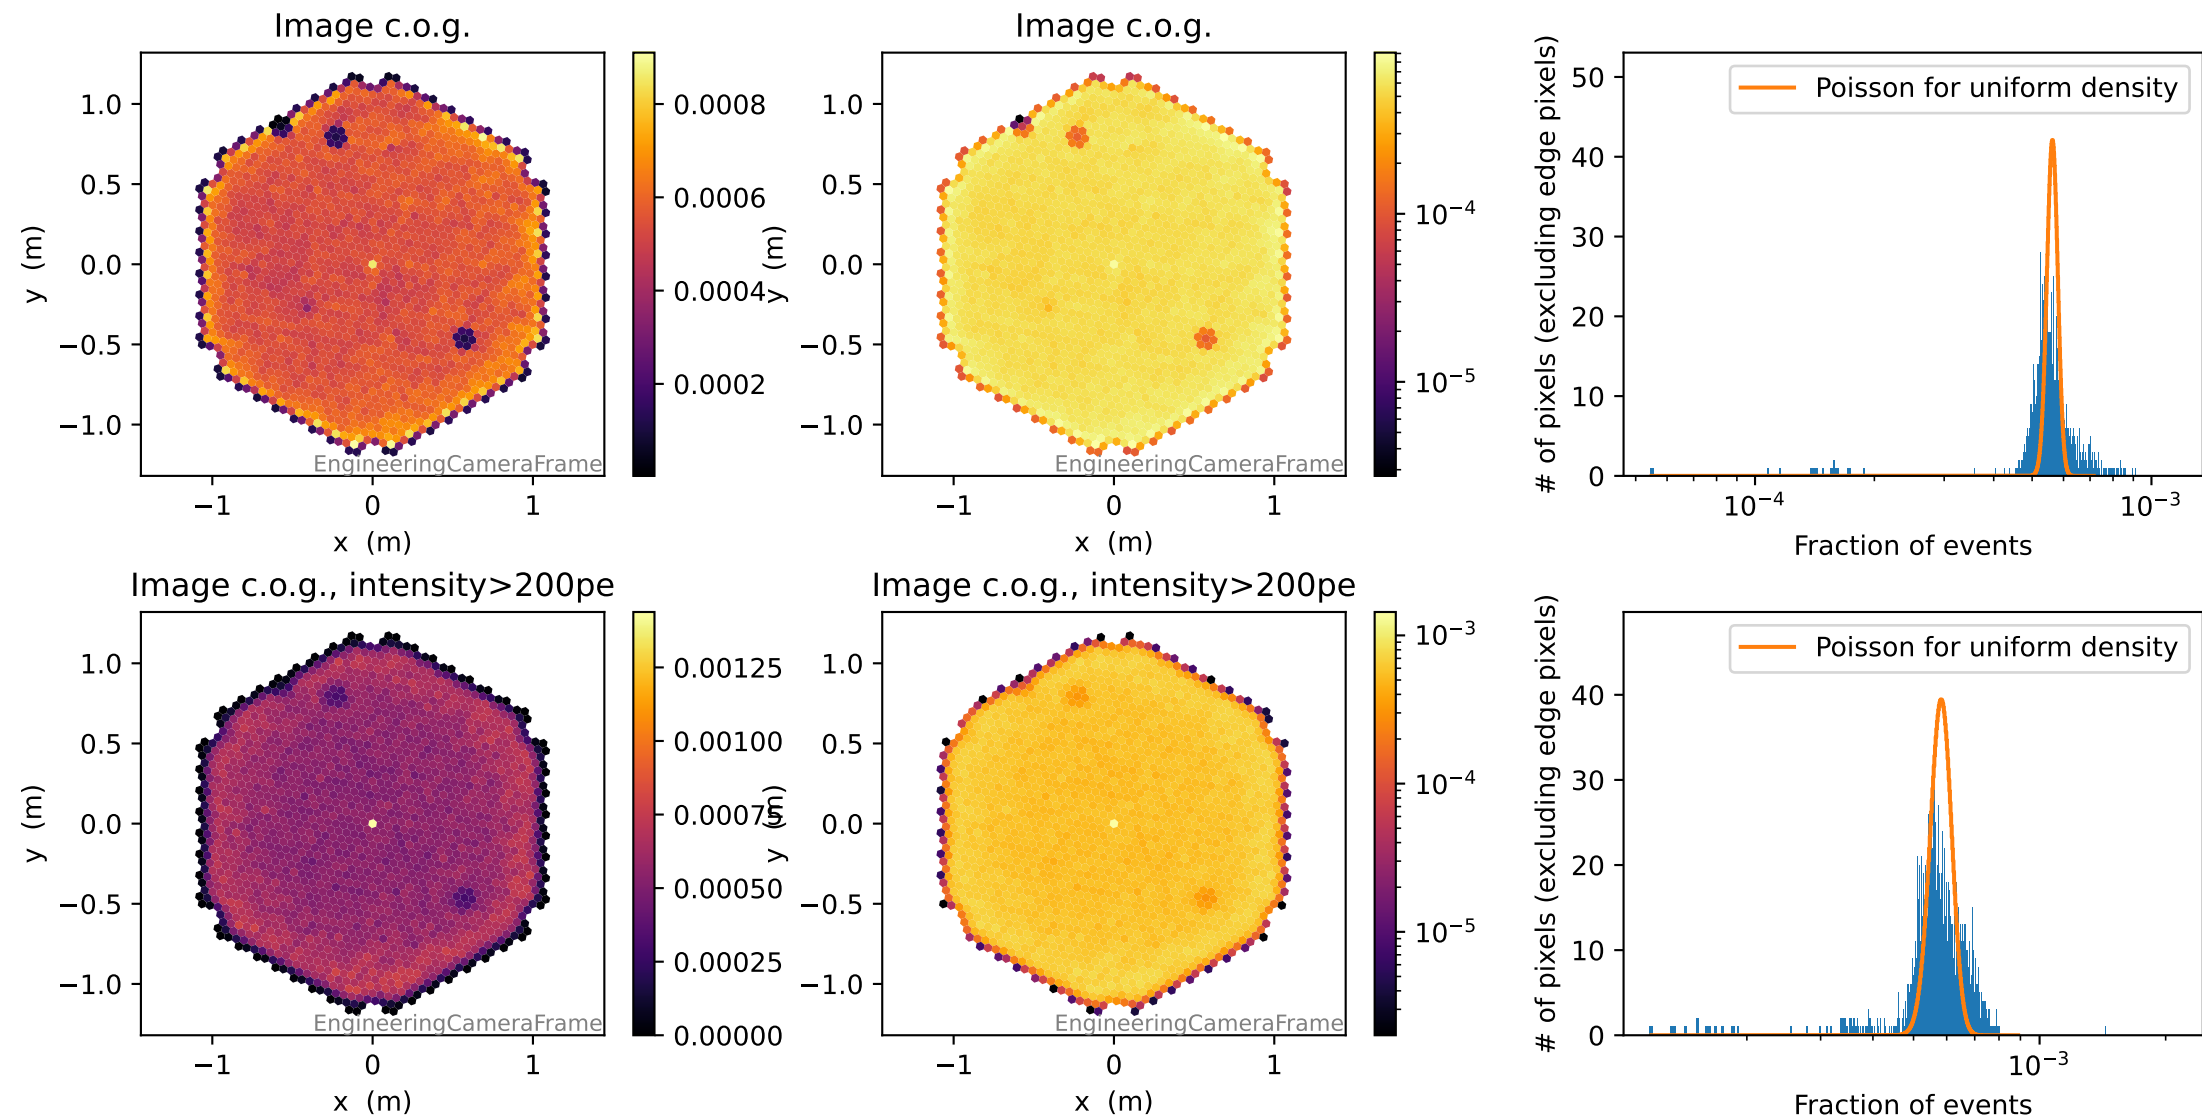 Image c.o.g.
1.0
0.5
0.0
−0.5
−1.0
y (m)
−1 0 1
x (m)
EngineeringCameraFrame
0.0008
0.0006
0.0004
0.0002
Image c.o.g.
1.0
0.5
0.0
−0.5
−1.0
y (m)
−1 0 1
x (m)
EngineeringCameraFrame
10⁻⁴
10⁻⁵
Poisson for uniform density
50
40
30
20
10
0
# of pixels (excluding edge pixels)
10⁻⁴ 10⁻³
Fraction of events
Image c.o.g., intensity>200pe
1.0
0.5
0.0
−0.5
−1.0
y (m)
−1 0 1
x (m)
EngineeringCameraFrame
0.00125
0.00100
0.00075
0.00050
0.00025
0.00000
Image c.o.g., intensity>200pe
1.0
0.5
0.0
−0.5
−1.0
y (m)
−1 0 1
x (m)
EngineeringCameraFrame
10⁻³
10⁻⁴
10⁻⁵
Poisson for uniform density
40
30
20
10
0
# of pixels (excluding edge pixels)
10⁻³
Fraction of events